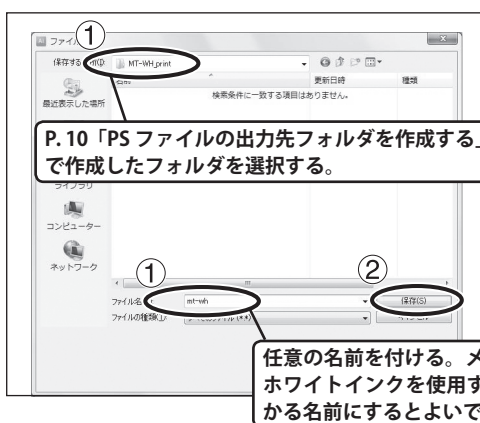 ①
保存する
MT-WH_print
更新日時
種類
検索条件に一致する項目はありません。
最近表示した場所
P. 10「PS ファイルの出力先フォルダを作成する」
で作成したフォルダを選択する。
ライブラリ
コンピューター
ネットワーク
①
②
ファイル名
mt-wh
保存(S)
ファイルの種類(T):
任意の名前を付ける。メ
ホワイトインクを使用す
かる名前にするとよいで